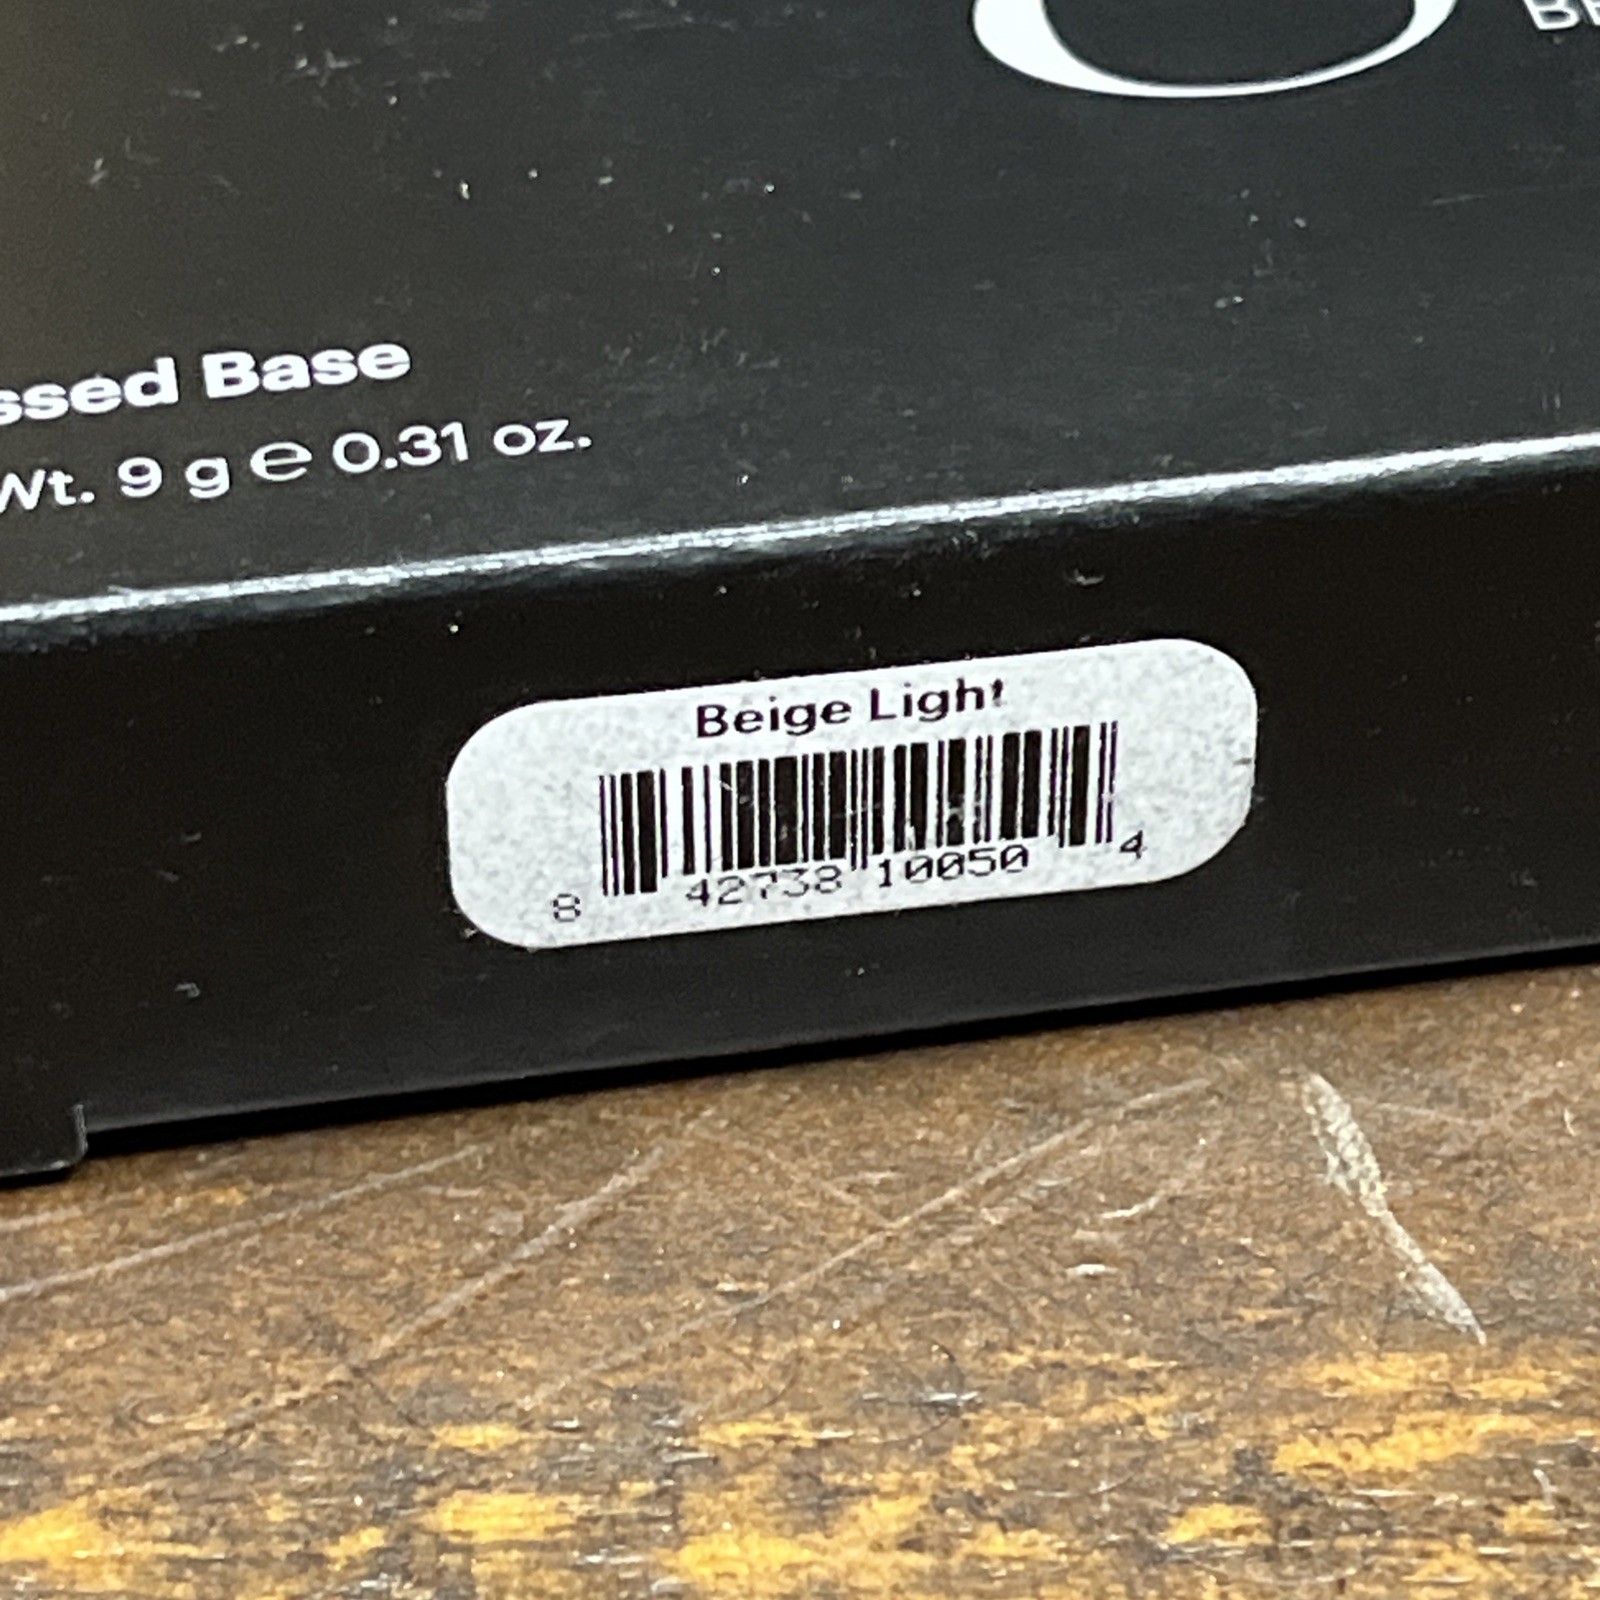 ssed Base
Wt. 9 g e 0.31 oz.
Beige Light
8 42738 10050 4